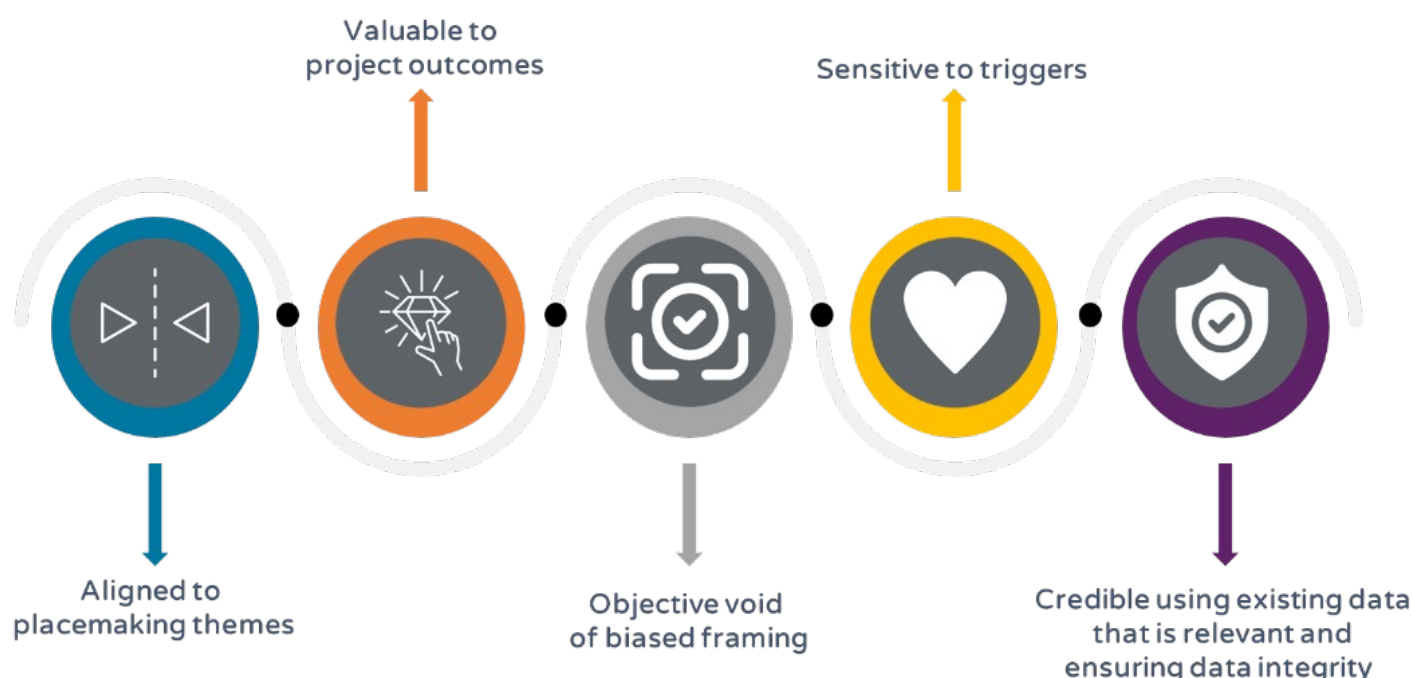 Valuable to
project outcomes
Sensitive to triggers
Aligned to
placemaking themes
Objective void
of biased framing
Credible using existing data
that is relevant and
ensuring data integrity